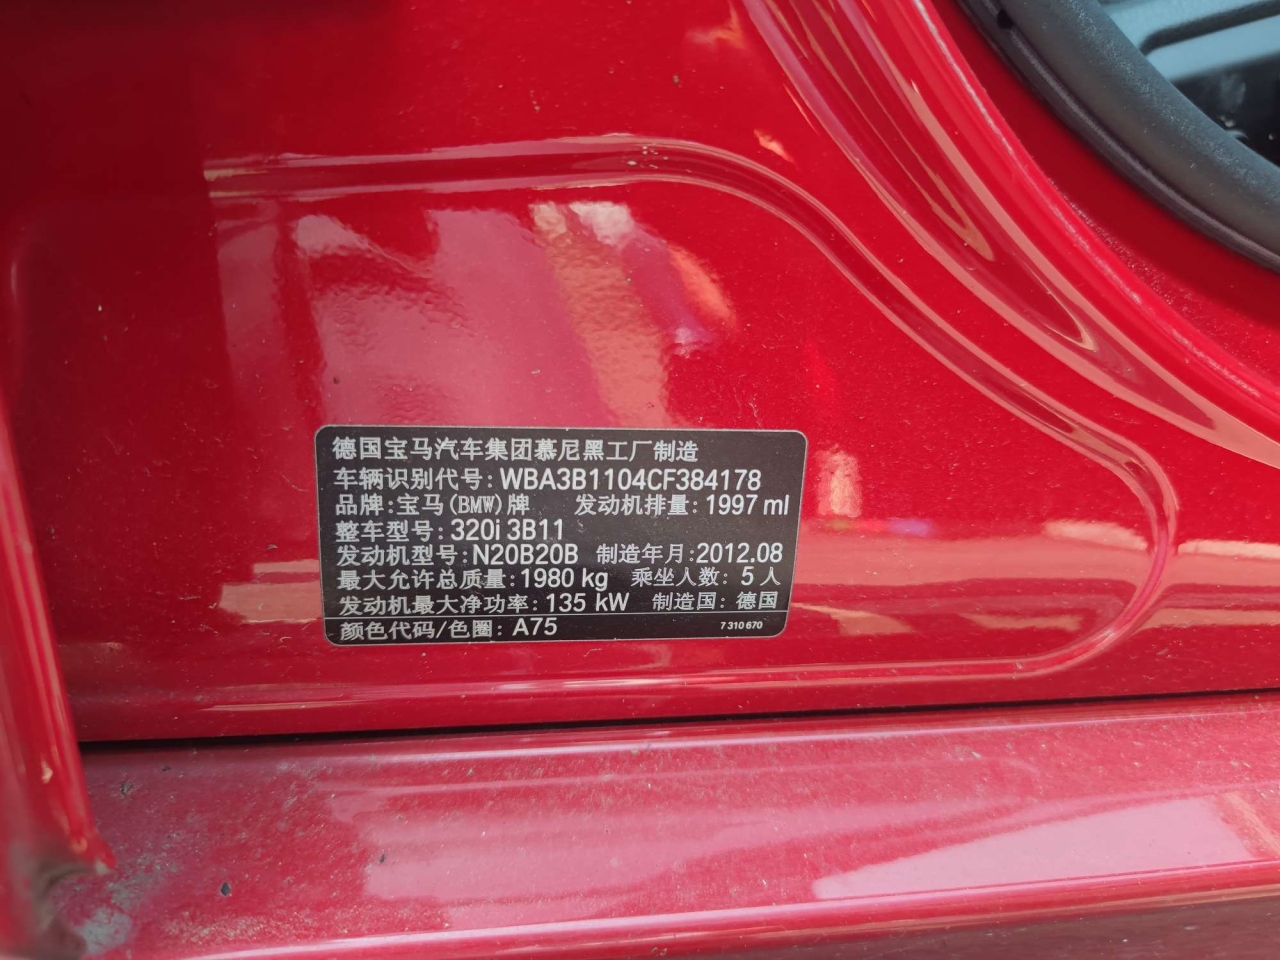 德国宝马汽车集团慕尼黑工厂制造
车辆识别代号: WBA3B1104CF384178
品牌: 宝马(BMW)牌 发动机排量: 1997 ml
整车型号: 320i 3B11
发动机型号: N20B20B 制造年月: 2012.08
最大允许总质量: 1980 kg 乘坐人数: 5 人
发动机最大净功率: 135 kW 制造国: 德国
颜色代码/色圈: A75 7 310 670